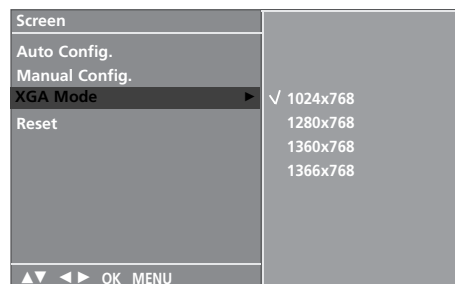 Screen
Auto Config.
Manual Config.
XGA Mode ►
Reset
√ 1024x768
1280x768
1360x768
1366x768
▲▼ ◄► OK MENU